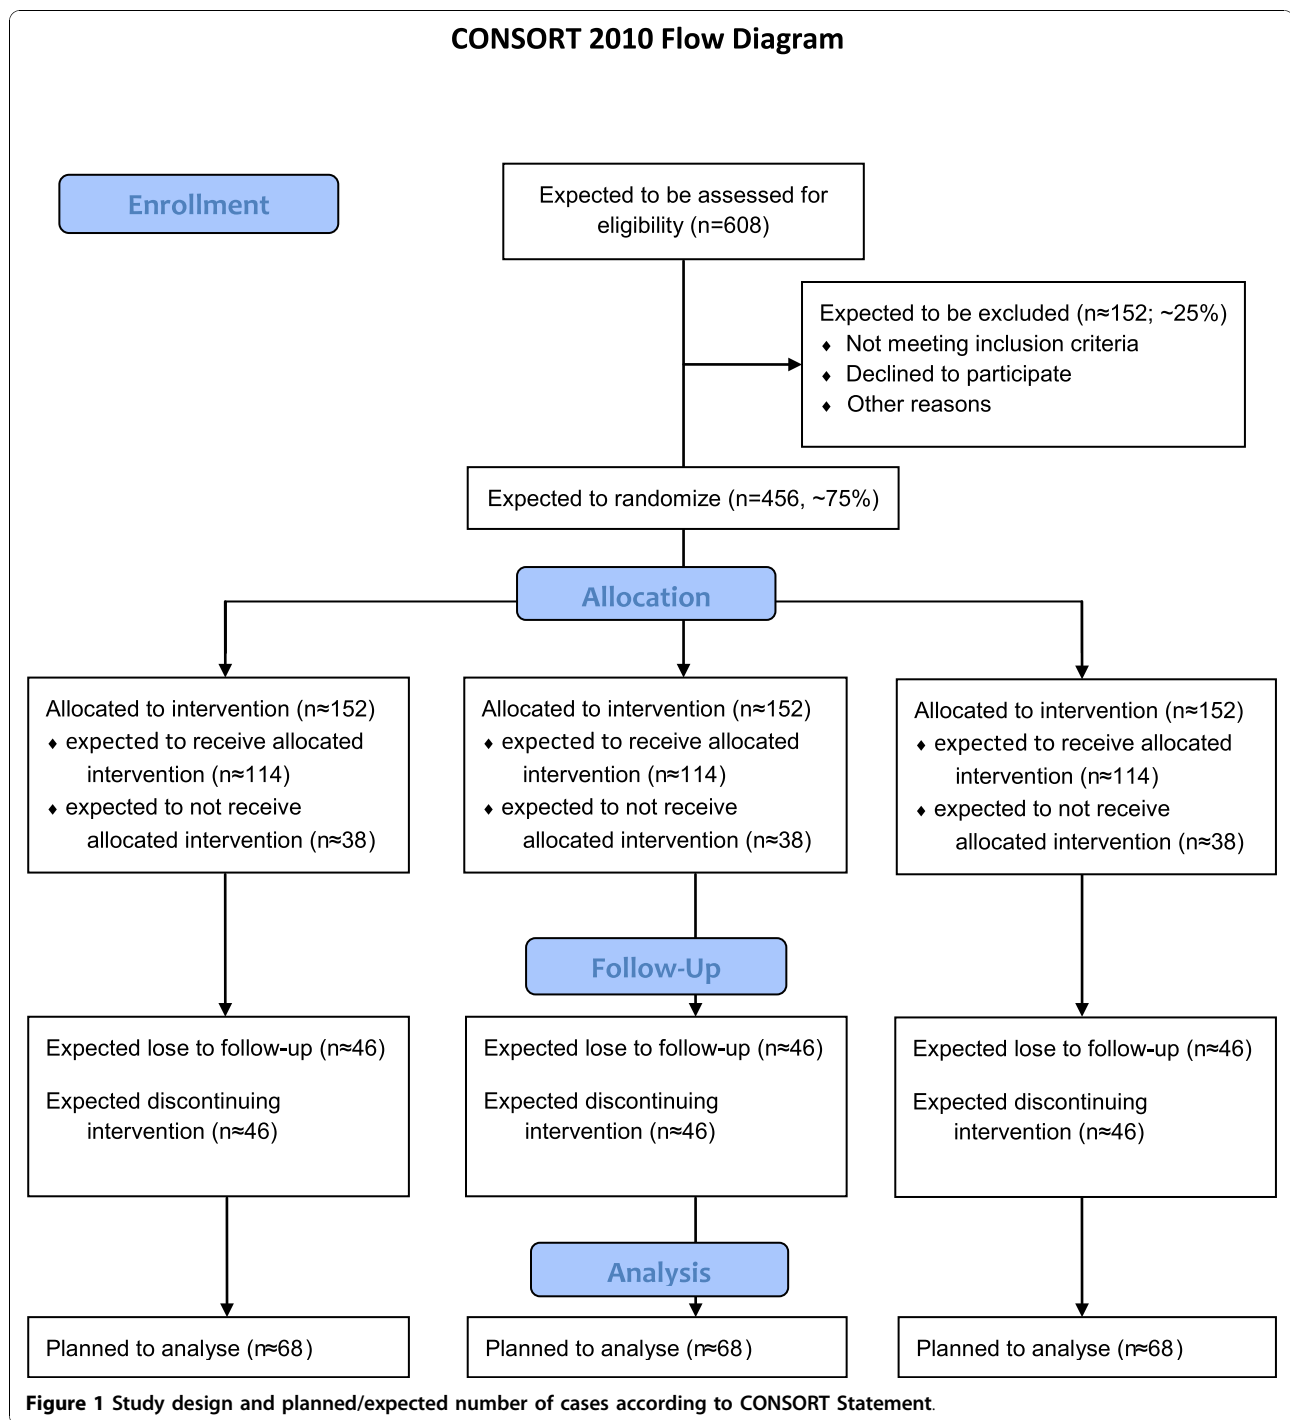 CONSORT 2010 Flow Diagram
Enrollment
Expected to be assessed for
eligibility (n=608)
Expected to be excluded (n≈152; ~25%)
♦ Not meeting inclusion criteria
♦ Declined to participate
♦ Other reasons
Expected to randomize (n=456, ~75%)
Allocation
Allocated to intervention (n≈152)
♦ expected to receive allocated
intervention (n≈114)
♦ expected to not receive
allocated intervention (n≈38)
Allocated to intervention (n≈152)
♦ expected to receive allocated
intervention (n≈114)
♦ expected to not receive
allocated intervention (n≈38)
Allocated to intervention (n≈152)
♦ expected to receive allocated
intervention (n≈114)
♦ expected to not receive
allocated intervention (n≈38)
Follow-Up
Expected lose to follow-up (n≈46)
Expected discontinuing
intervention (n≈46)
Expected lose to follow-up (n≈46)
Expected discontinuing
intervention (n≈46)
Expected lose to follow-up (n≈46)
Expected discontinuing
intervention (n≈46)
Analysis
Planned to analyse (n≈68)
Planned to analyse (n≈68)
Planned to analyse (n≈68)
Figure 1 Study design and planned/expected number of cases according to CONSORT Statement.